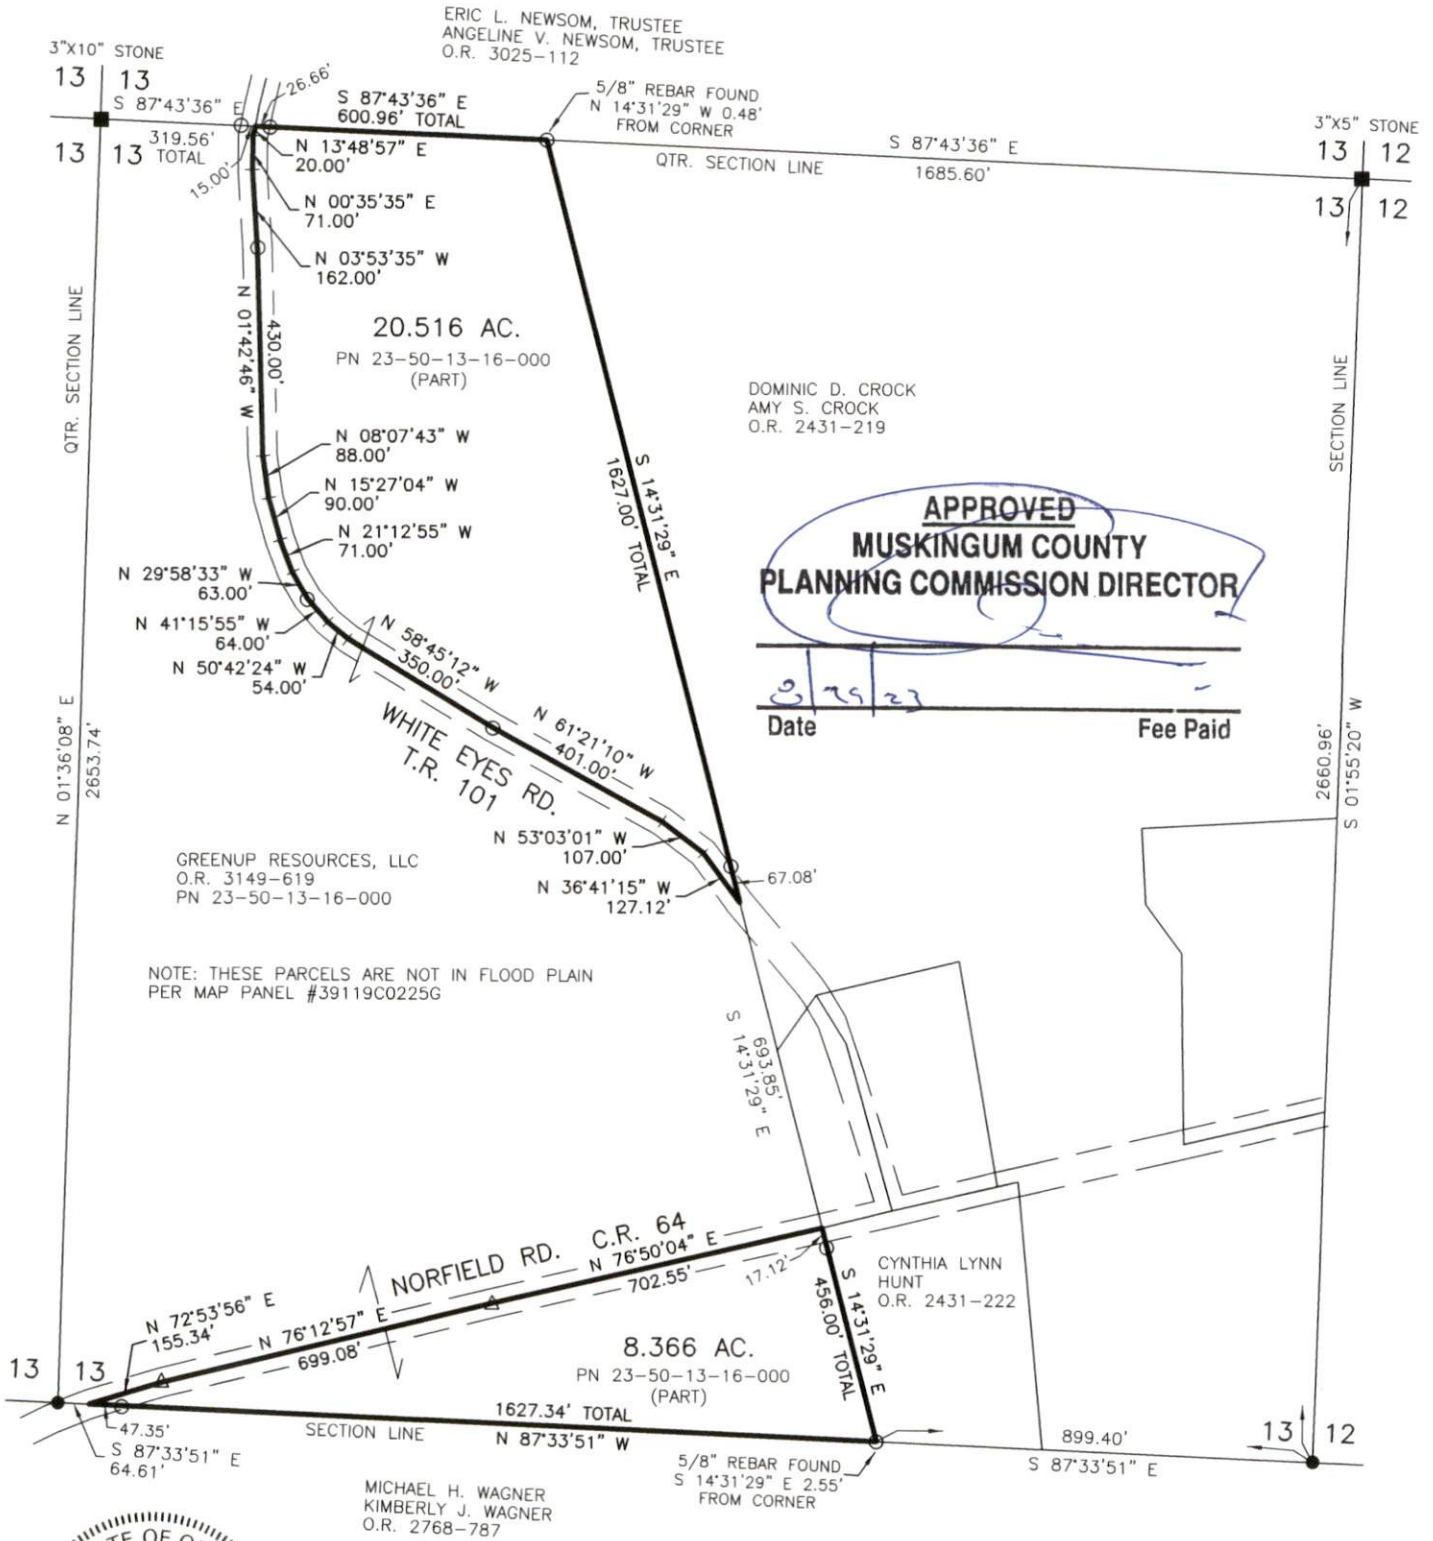 ERIC L. NEWSOM, TRUSTEE
ANGELINE V. NEWSOM, TRUSTEE
O.R. 3025-112
3"X10" STONE
13 13
S 87°43'36" E
13 13
319.56'
TOTAL
15.00'
26.66'
S 87°43'36" E
600.96' TOTAL
5/8" REBAR FOUND
N 14°31'29" W 0.48'
FROM CORNER
QTR. SECTION LINE
S 87°43'36" E
1685.60'
3"X5" STONE
13 12
13 12
N 13°48'57" E
20.00'
N 00°35'35" E
71.00'
N 03°53'35" W
162.00'
N 01°42'46" W
430.00'
QTR. SECTION LINE
20.516 AC.
PN 23-50-13-16-000
(PART)
DOMINIC D. CROCK
AMY S. CROCK
O.R. 2431-219
SECTION LINE
N 08°07'43" W
88.00'
N 15°27'04" W
90.00'
N 21°12'55" W
71.00'
N 29°58'33" W
63.00'
N 41°15'55" W
64.00'
N 50°42'24" W
54.00'
S 14°31'29" E
1627.00' TOTAL
APPROVED
MUSKINGUM COUNTY
PLANNING COMMISSION DIRECTOR
23
Date
Fee Paid
N 58°45'12" W
350.00'
N 61°21'10" W
401.00'
WHITE EYES RD.
T.R. 101
N 01°36'08" E
2653.74'
2660.96'
S 01°55'20" W
N 53°03'01" W
107.00'
N 36°41'15" W
127.12'
67.08'
GREENUP RESOURCES, LLC
O.R. 3149-619
PN 23-50-13-16-000
NOTE: THESE PARCELS ARE NOT IN FLOOD PLAIN
PER MAP PANEL #39119C0225G
693.85'
S 14°31'29" E
NORFIELD RD. C.R. 64
N 76°50'04" E
702.55'
17.12'
CYNTHIA LYNN
HUNT
O.R. 2431-222
S 14°31'29" E
456.00' TOTAL
N 72°53'56" E
155.34'
N 76°12'57" E
699.08'
8.366 AC.
PN 23-50-13-16-000
(PART)
13 13
47.35'
S 87°33'51" E
64.61'
SECTION LINE
1627.34' TOTAL
N 87°33'51" W
5/8" REBAR FOUND
S 14°31'29" E 2.55'
FROM CORNER
899.40'
S 87°33'51" E
13 12
MICHAEL H. WAGNER
KIMBERLY J. WAGNER
O.R. 2768-787